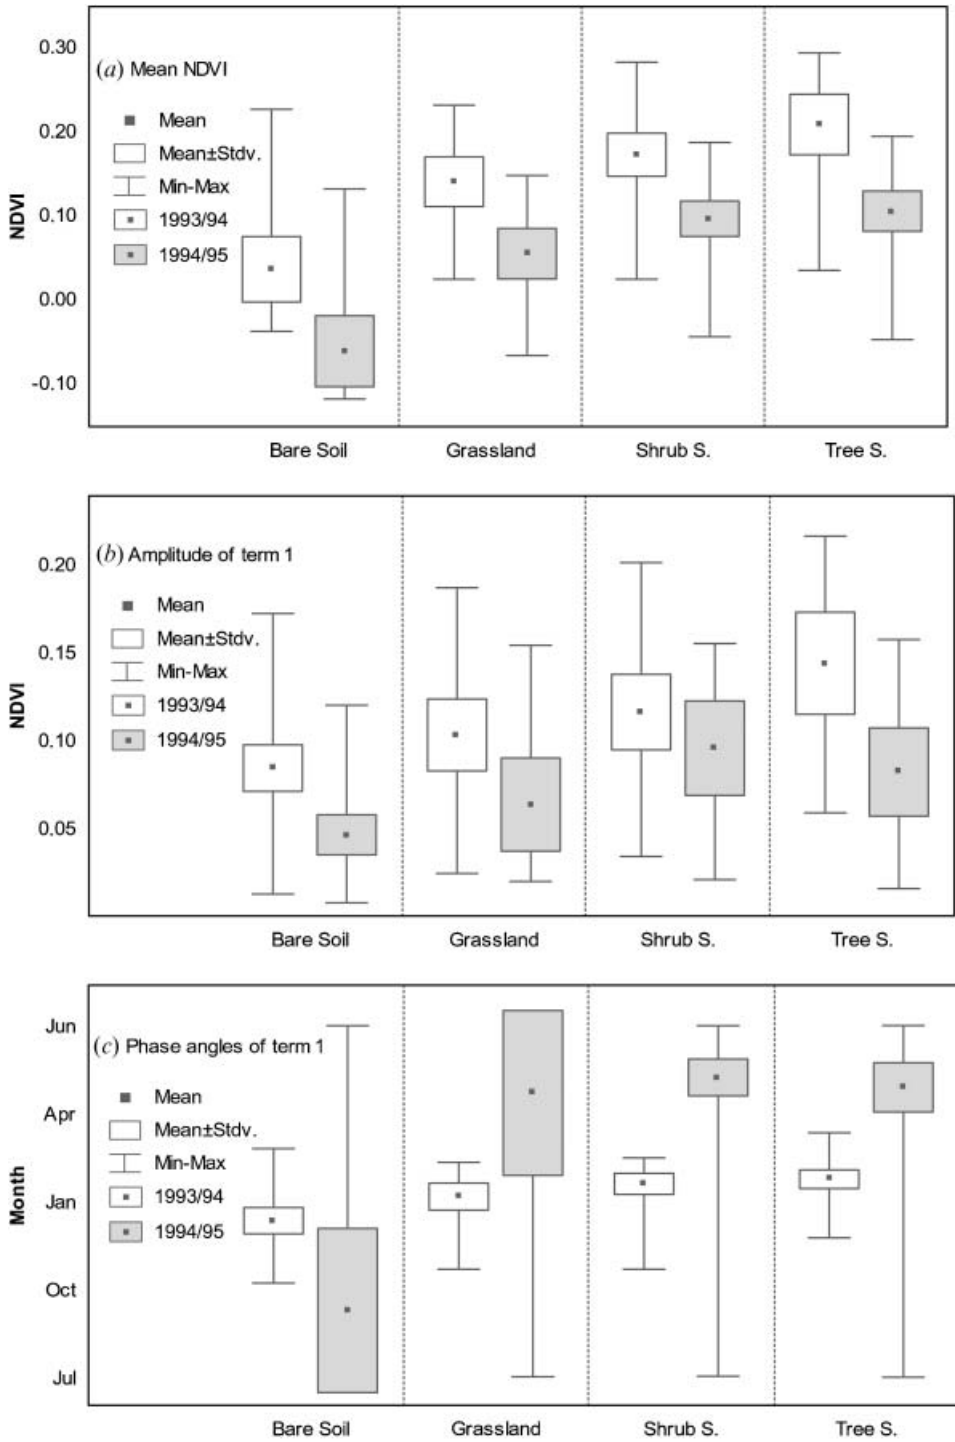 (a) Mean NDVI
Mean
Mean±Stdv.
Min-Max
1993/94
1994/95
0.30
0.20
0.10
0.00
-0.10
NDVI
Bare Soil Grassland Shrub S. Tree S.
(b) Amplitude of term 1
Mean
Mean±Stdv.
Min-Max
1993/94
1994/95
0.20
0.15
0.10
0.05
NDVI
Bare Soil Grassland Shrub S. Tree S.
(c) Phase angles of term 1
Mean
Mean±Stdv.
Min-Max
1993/94
1994/95
Jun
Apr
Jan
Oct
Jul
Month
Bare Soil Grassland Shrub S. Tree S.